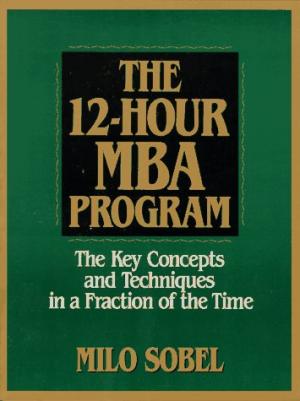 THE
12-HOUR
MBA
PROGRAM
The Key Concepts
and Techniques
in a Fraction of the Time
MILO SOBEL